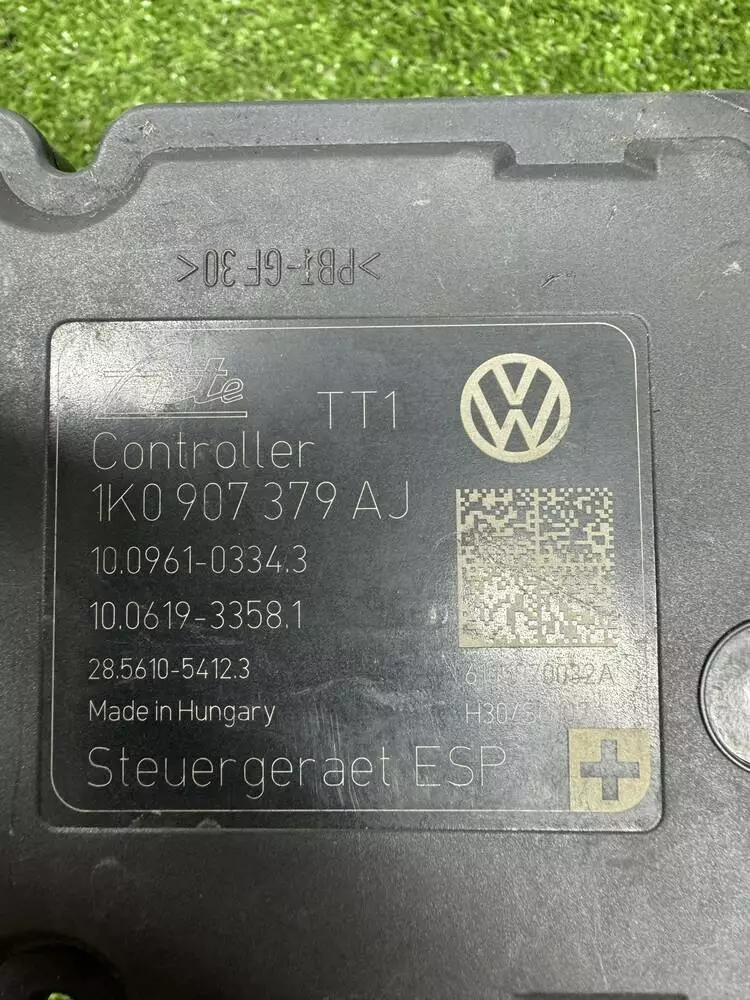 >PBT-GF30<
Ate
TT1
Controller
1K0 907 379 AJ
10.0961-0334.3
10.0619-3358.1
28.5610-5412.3
Made in Hungary
Steuergeraet ESP